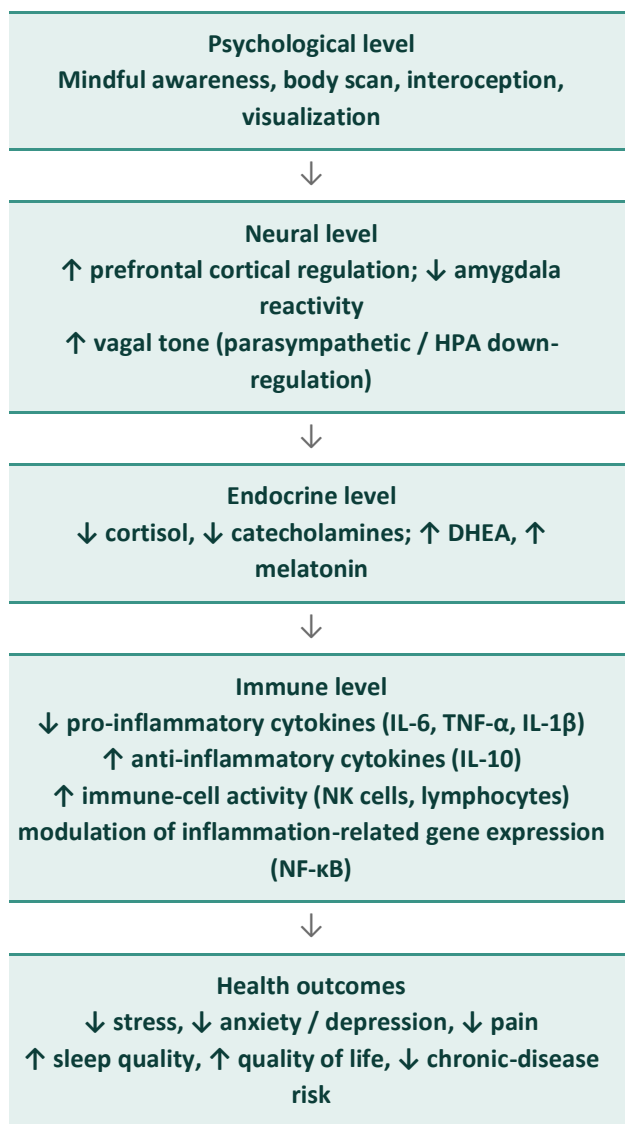 Psychological level
Mindful awareness, body scan, interoception,
visualization
↓
Neural level
↑ prefrontal cortical regulation; ↓ amygdala
reactivity
↑ vagal tone (parasympathetic / HPA down-
regulation)
↓
Endocrine level
↓ cortisol, ↓ catecholamines; ↑ DHEA, ↑
melatonin
↓
Immune level
↓ pro-inflammatory cytokines (IL-6, TNF-α, IL-1β)
↑ anti-inflammatory cytokines (IL-10)
↑ immune-cell activity (NK cells, lymphocytes)
modulation of inflammation-related gene expression
(NF-κB)
↓
Health outcomes
↓ stress, ↓ anxiety / depression, ↓ pain
↑ sleep quality, ↑ quality of life, ↓ chronic-disease
risk